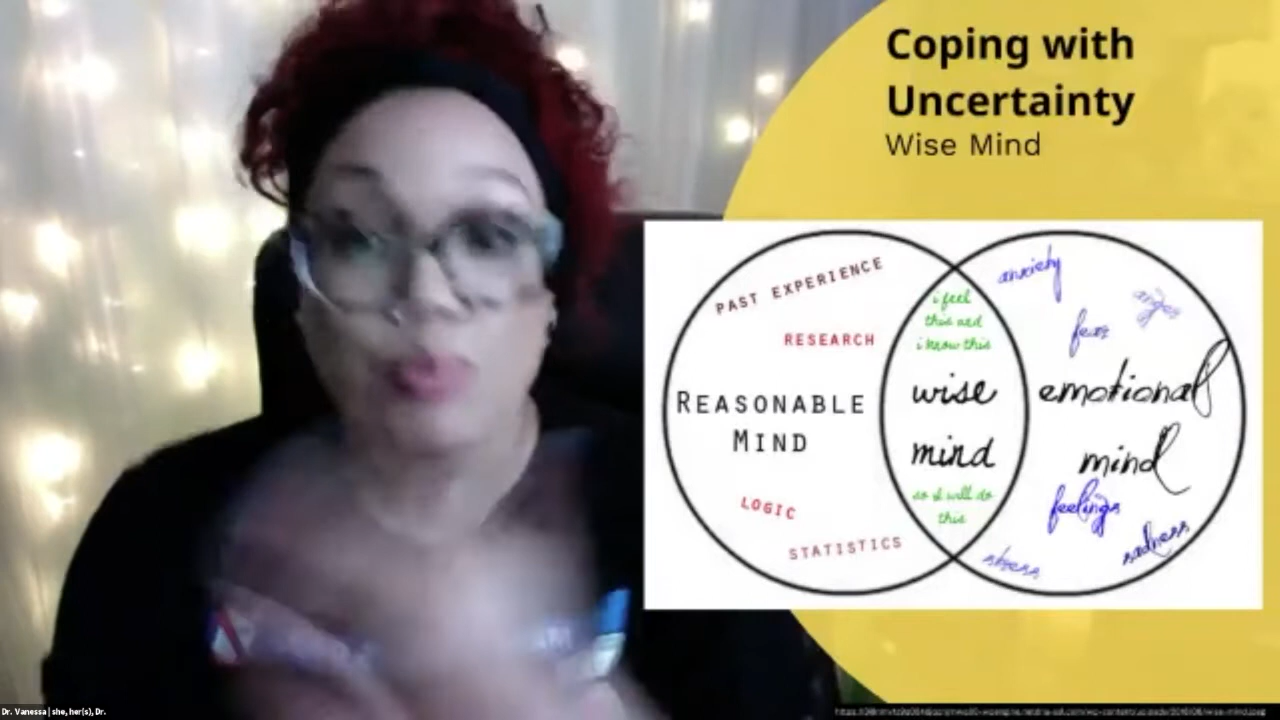 Coping with
Uncertainty
Wise Mind
PAST EXPERIENCE
RESEARCH
REASONABLE
MIND
LOGIC
STATISTICS
i feel
this and
i know this
wise
mind
so I will do
this
anxiety
anger
fear
emotional
mind
feelings
sadness
stress
Dr. Vanessa | she, her(s), Dr.